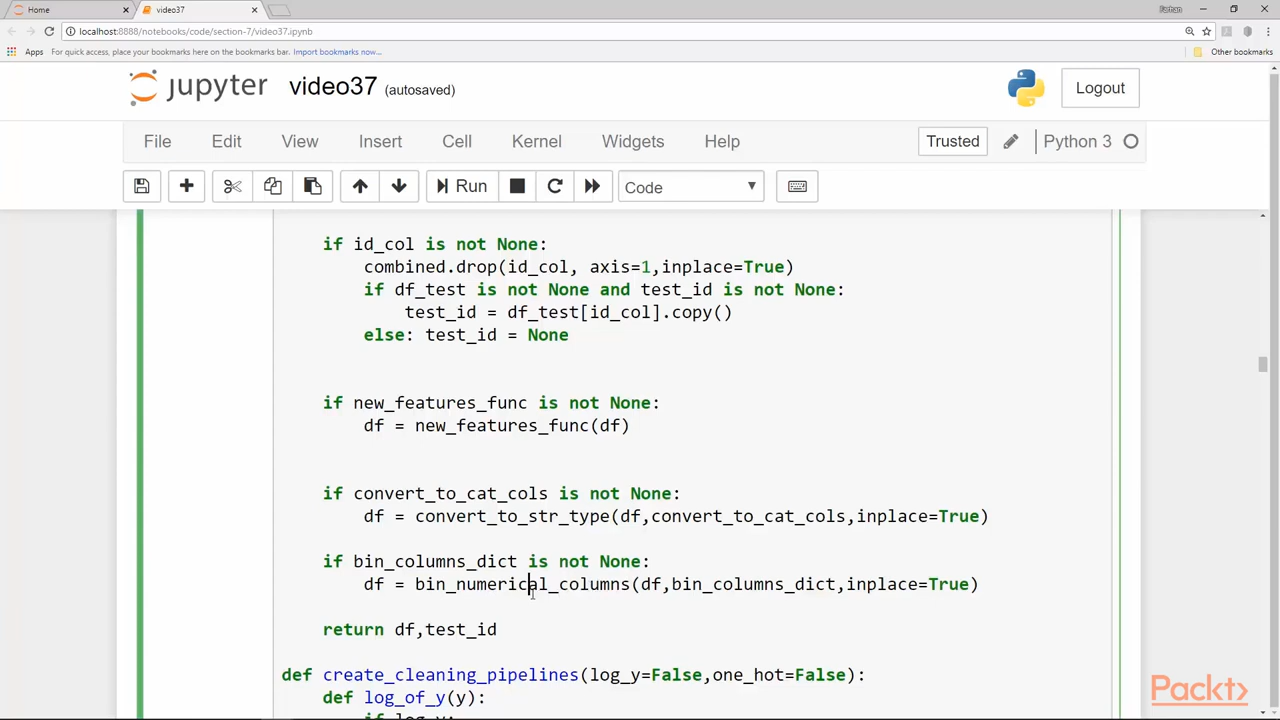 Home
video37
Farhan
localhost:8888/notebooks/code/section-7/video37.ipynb
Apps For quick access, place your bookmarks here on the bookmarks bar. Import bookmarks now... Other bookmarks
jupyter video37 (autosaved) Logout
File Edit View Insert Cell Kernel Widgets Help Trusted Python 3
Run Code
if id_col is not None:
combined.drop(id_col, axis=1,inplace=True)
if df_test is not None and test_id is not None:
test_id = df_test[id_col].copy()
else: test_id = None
if new_features_func is not None:
df = new_features_func(df)
if convert_to_cat_cols is not None:
df = convert_to_str_type(df,convert_to_cat_cols,inplace=True)
if bin_columns_dict is not None:
df = bin_numerical_columns(df,bin_columns_dict,inplace=True)
return df,test_id
def create_cleaning_pipelines(log_y=False,one_hot=False):
def log_of_y(y):
if log_y:
Packt>